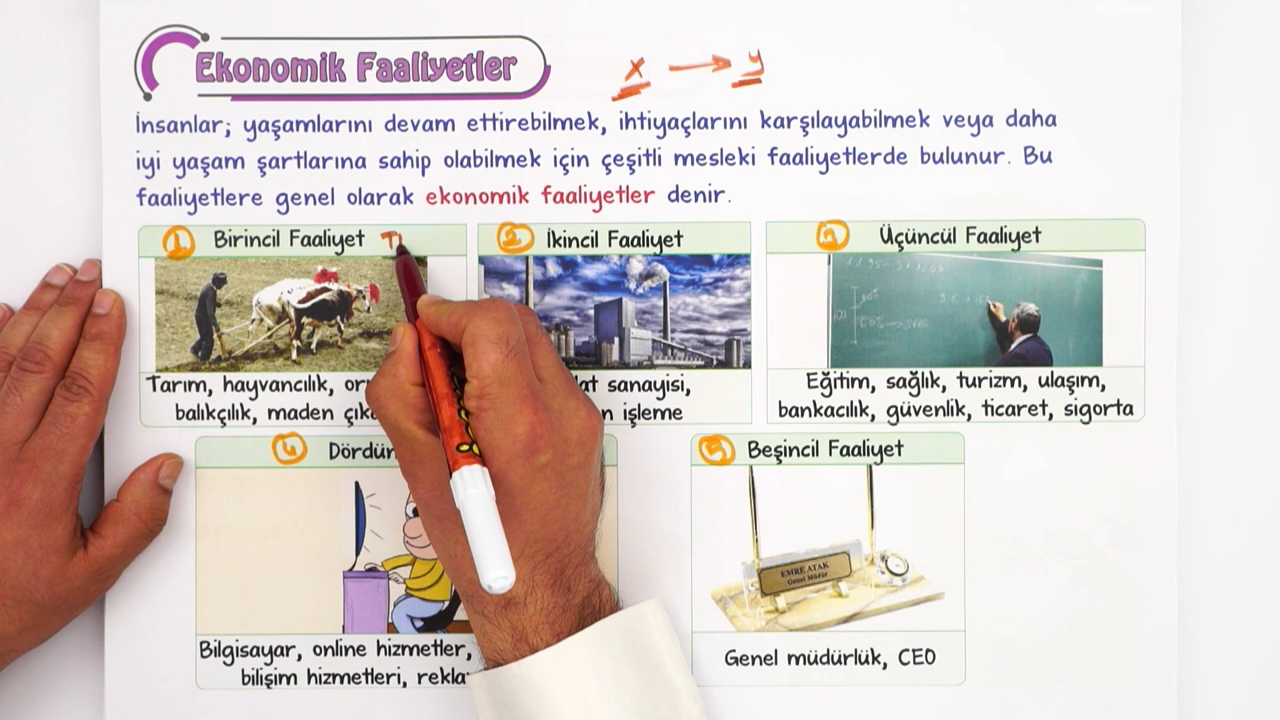 Ekonomik Faaliyetler
x → y
İnsanlar; yaşamlarını devam ettirebilmek, ihtiyaçlarını karşılayabilmek veya daha
iyi yaşam şartlarına sahip olabilmek için çeşitli mesleki faaliyetlerde bulunur. Bu
faaliyetlere genel olarak ekonomik faaliyetler denir.
1 Birincil Faaliyet T
Tarım, hayvancılık,
balıkçılık, maden
2 İkincil Faaliyet
sanayisi,
işleme
Üçüncül Faaliyet
Eğitim, sağlık, turizm, ulaşım,
bankacılık, güvenlik, ticaret, sigorta
4
Bilgisayar, online hizmetler,
bilişim hizmetleri,
5 Beşincil Faaliyet
EMRE ATAK
Genel Müdür
Genel müdürlük, CEO